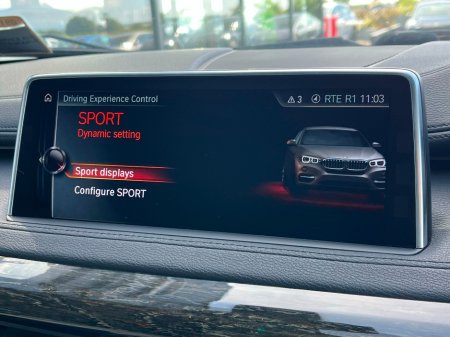 Driving Experience Control
3
RTE R1 11:03
SPORT
Dynamic setting
Sport displays
Configure SPORT